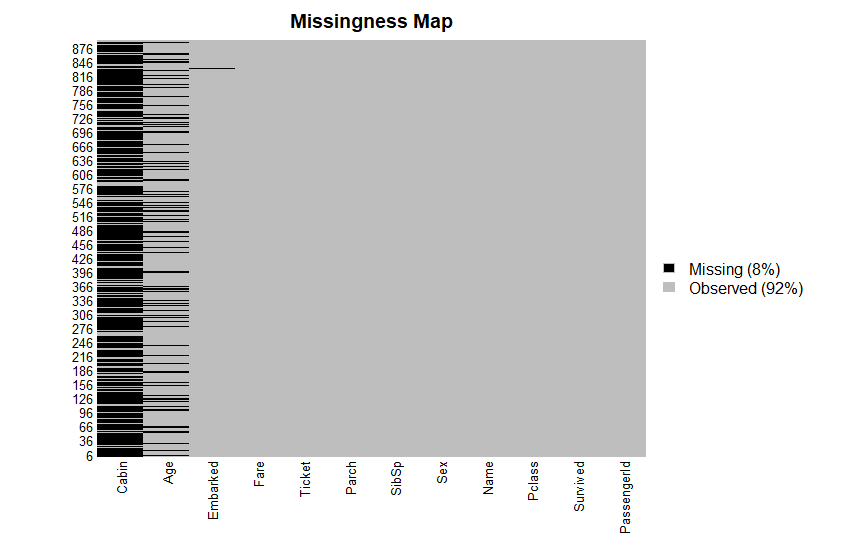 Missingness Map
876
846
816
786
756
726
696
666
636
606
576
546
516
486
456
426
396
366
336
306
276
246
216
186
156
126
96
66
36
6
Missing (8%)
Observed (92%)
Cabin
Age
Embarked
Fare
Ticket
Parch
SibSp
Sex
Name
Pclass
Survived
PassengerId